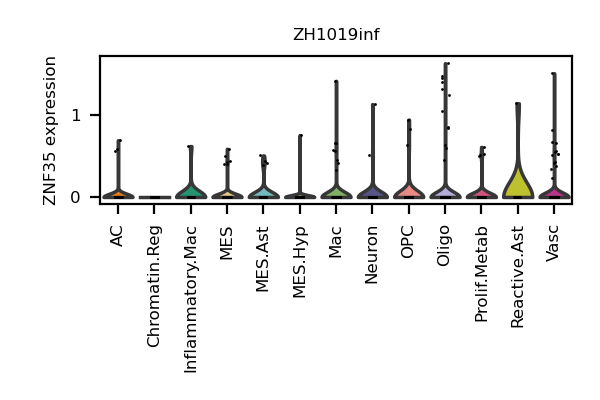 ZH1019inf
ZNF35 expression
1
0
AC
Chromatin.Reg
Inflammatory.Mac
MES
MES.Ast
MES.Hyp
Mac
Neuron
OPC
Oligo
Prolif.Metab
Reactive.Ast
Vasc